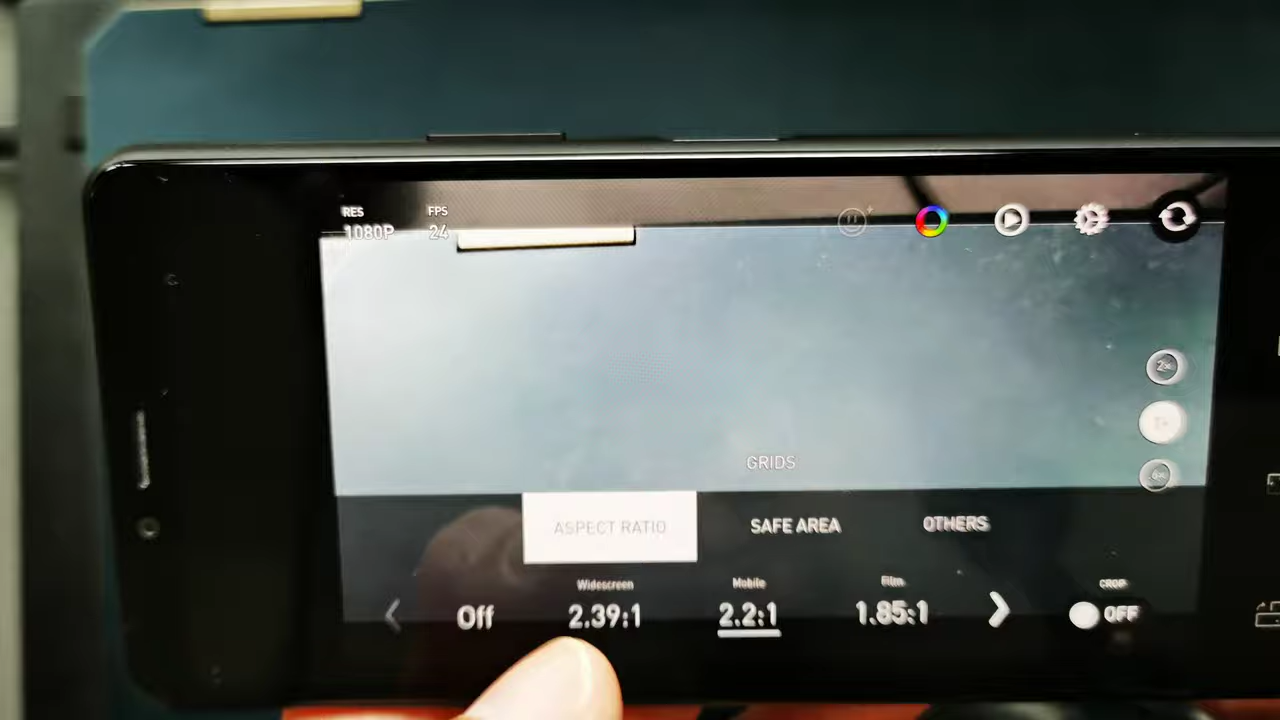 RES FPS
1080P 24
2x
GRIDS
ASPECT RATIO SAFE AREA OTHERS
Widescreen Mobile Film CROP
Off 2.39:1 2.2:1 1.85:1 OFF